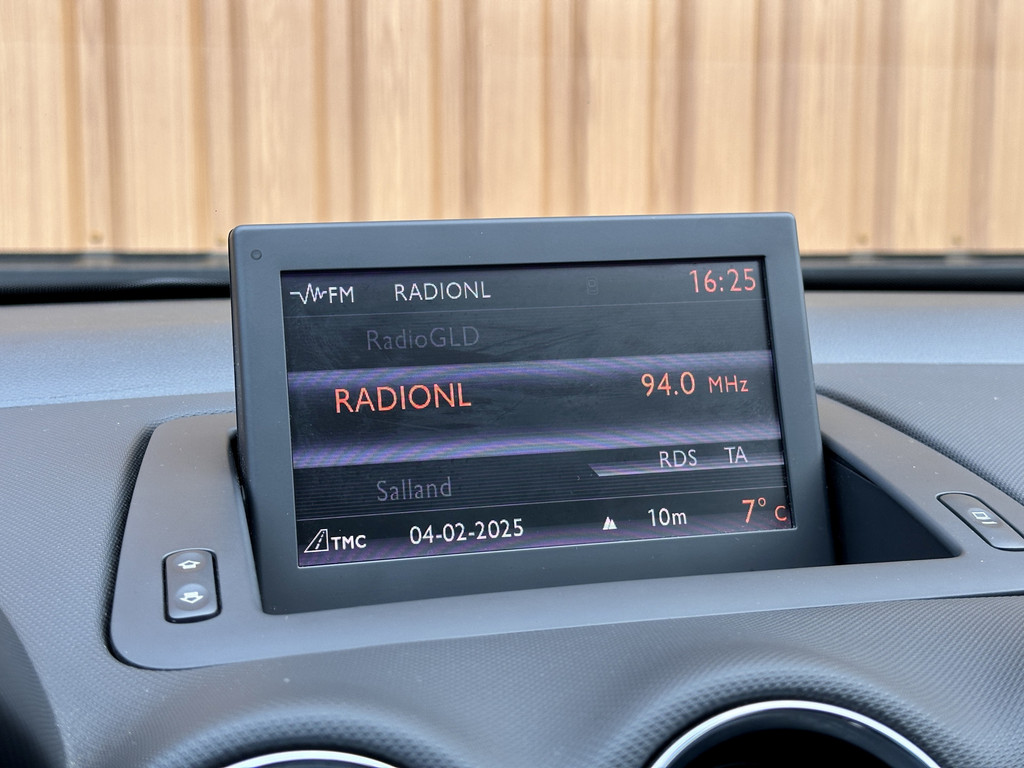 FM RADIONL 16:25
RadioGLD
RADIONL 94.0 MHz
RDS TA
Salland
TMC 04-02-2025 10m 7° C